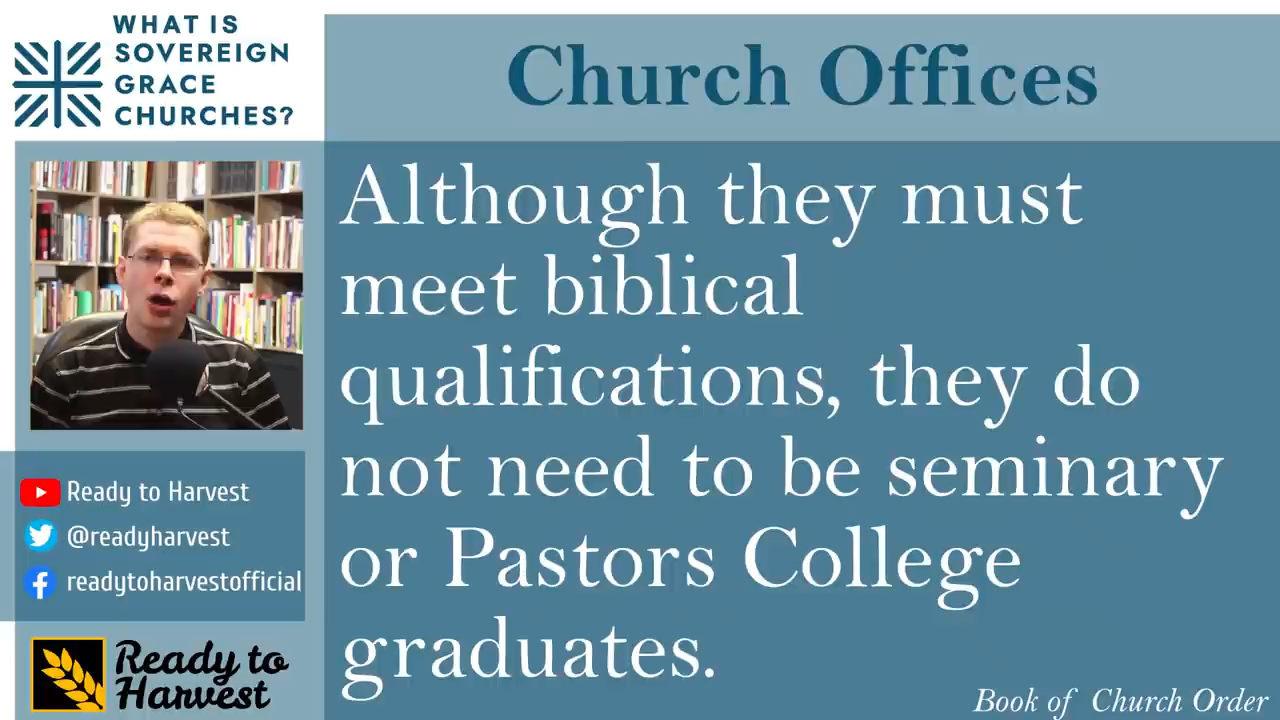 WHAT IS
SOVEREIGN
GRACE
CHURCHES?
Church Offices
Although they must
meet biblical
qualifications, they do
not need to be seminary
or Pastors College
graduates.
Book of Church Order
Ready to Harvest
@readyharvest
readytoharvestofficial
Ready to
Harvest